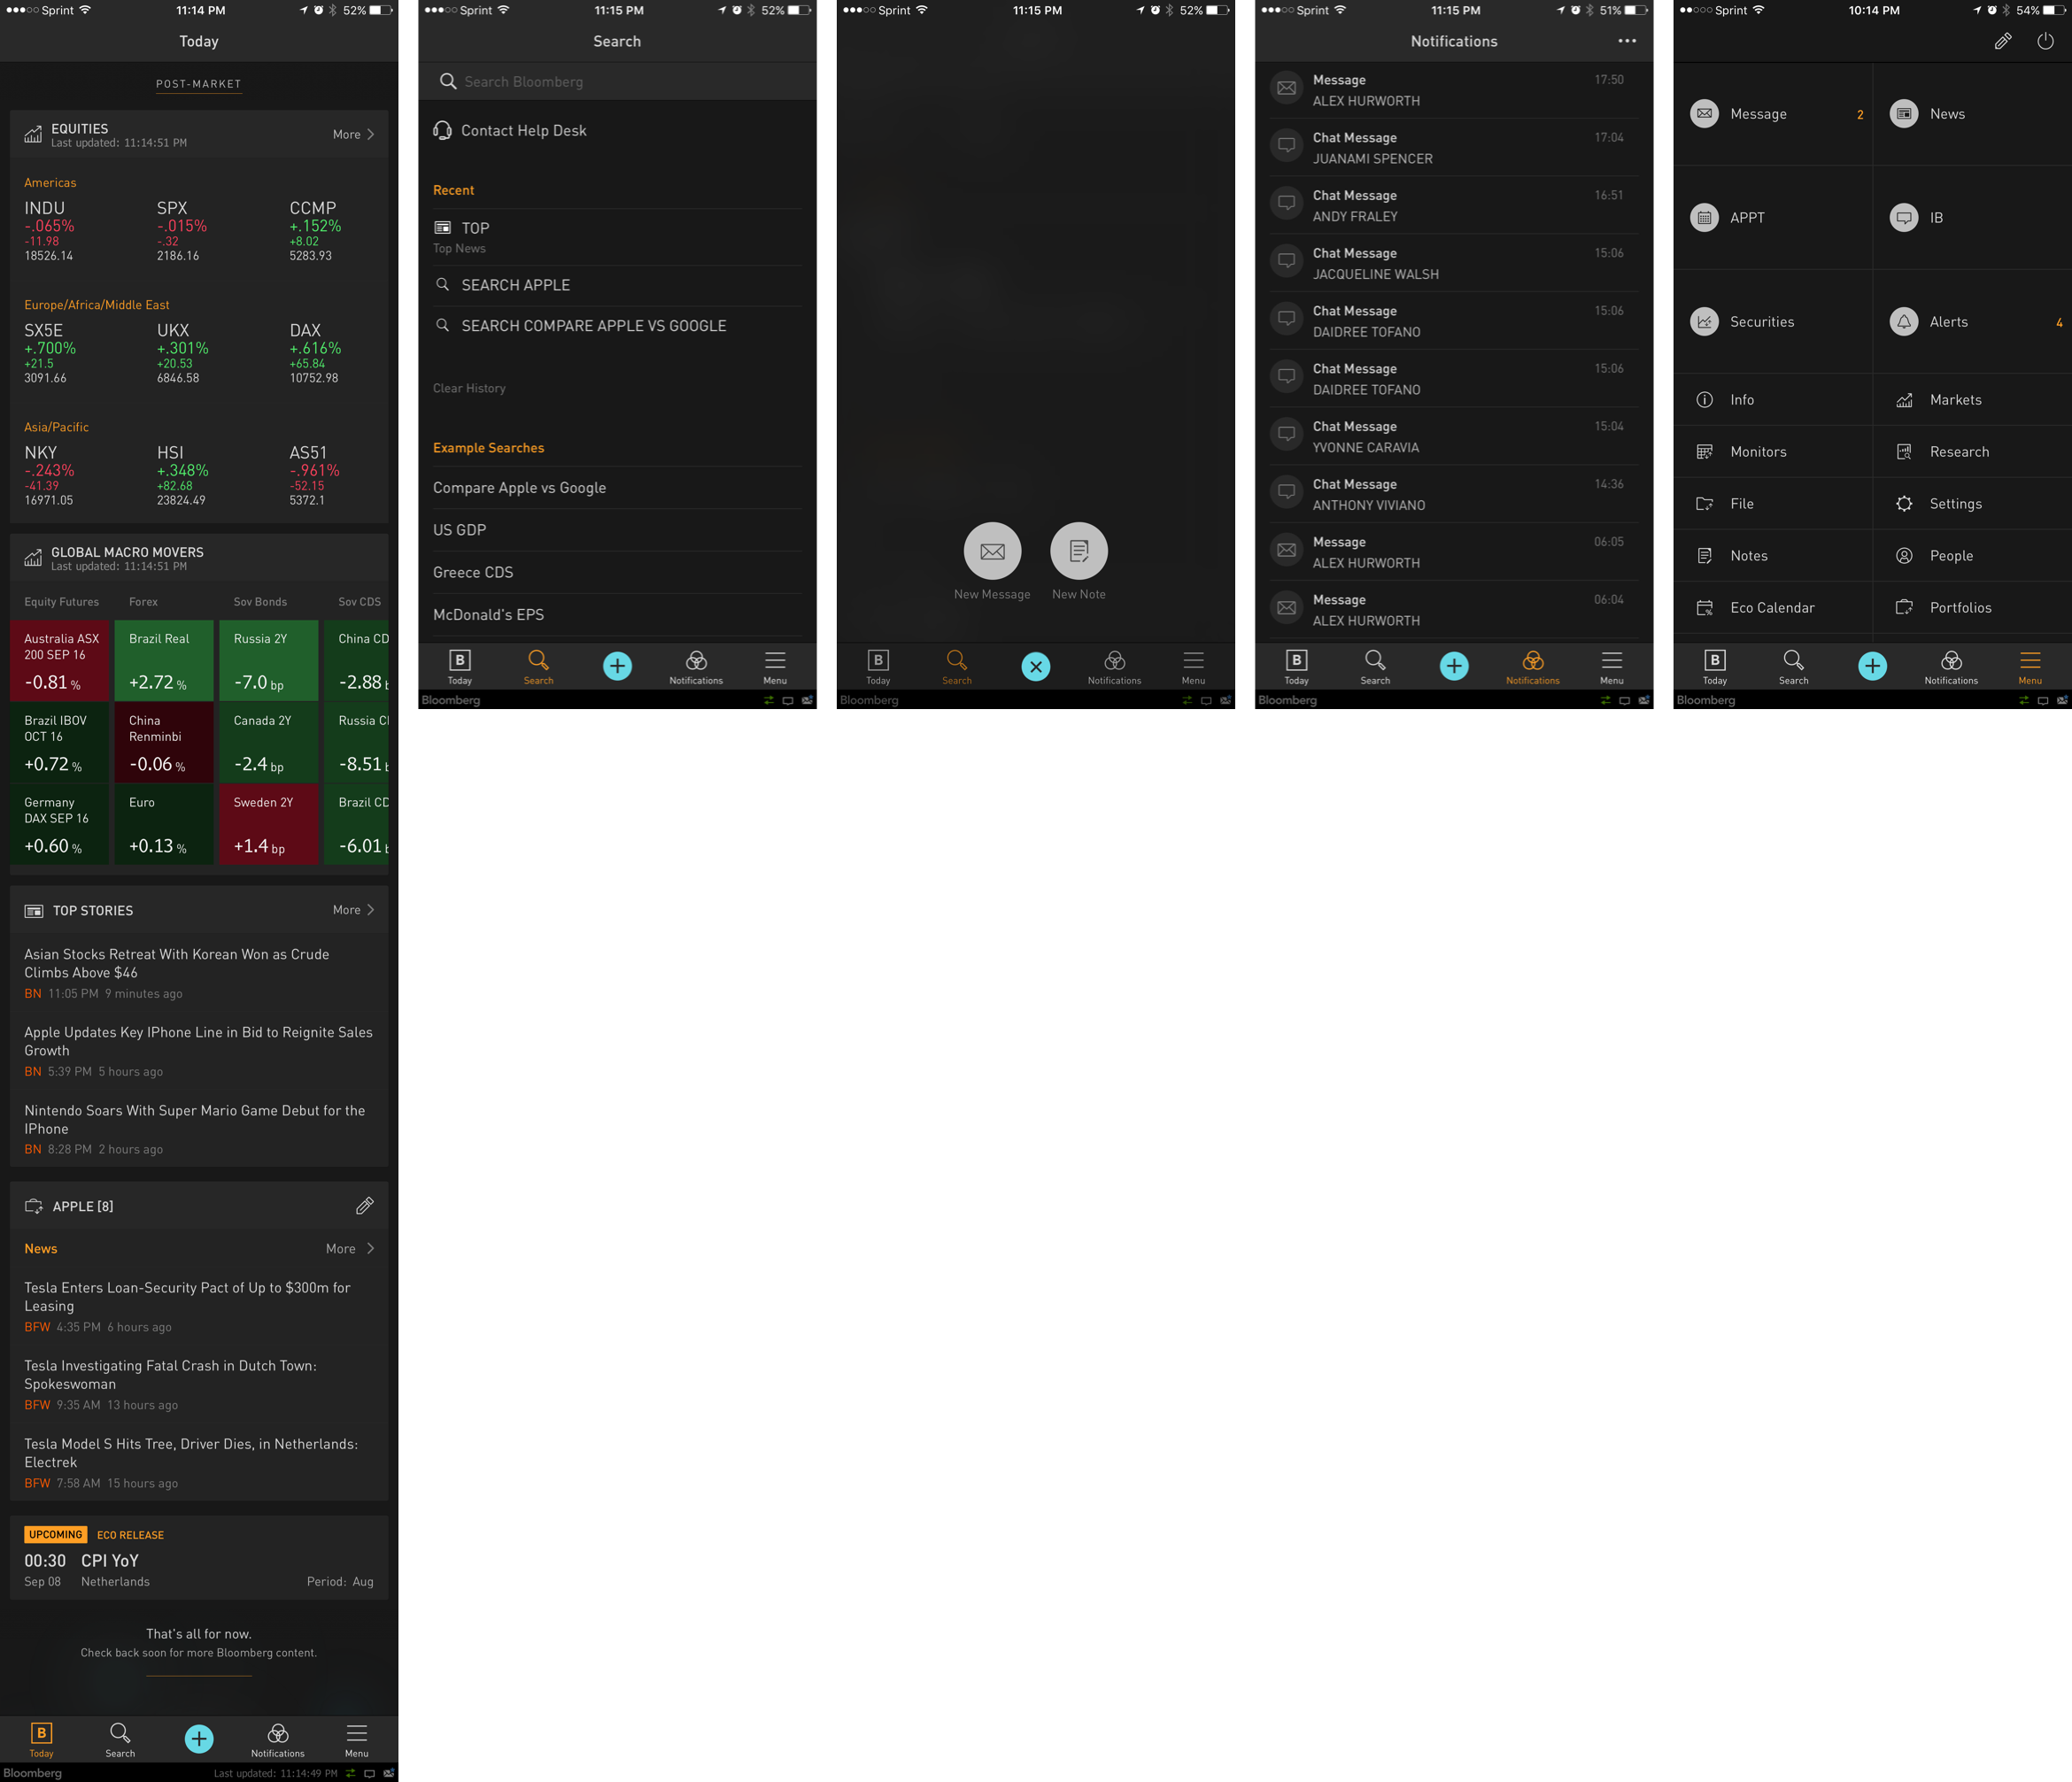 Sprint 11:14 PM 52%
Today
POST-MARKET
EQUITIES
Last updated: 11:14:51 PM
More
Americas
INDU SPX CCMP
-.065% -.015% +.152%
-11.98 -.32 +8.02
18526.14 2186.16 5283.93
Europe/Africa/Middle East
SX5E UKX DAX
+.700% +.301% +.616%
+21.5 +20.53 +65.84
3091.66 6846.58 10752.98
Asia/Pacific
NKY HSI AS51
-.243% +.348% -.961%
-41.39 +82.68 -52.15
16971.05 23824.49 5372.1
GLOBAL MACRO MOVERS
Last updated: 11:14:51 PM
Equity Futures Forex Sov Bonds Sov CDS
Australia ASX Brazil Real Russia 2Y China CD
200 SEP 16
-0.81 % +2.72 % -7.0 bp -2.88
Brazil IBOV China Canada 2Y Russia C
OCT 16 Renminbi
+0.72 % -0.06 % -2.4 bp -8.51
Germany Euro Sweden 2Y Brazil CD
DAX SEP 16
+0.60 % +0.13 % +1.4 bp -6.01
TOP STORIES More
Asian Stocks Retreat With Korean Won as Crude
Climbs Above $46
BN 11:05 PM 9 minutes ago
Apple Updates Key IPhone Line in Bid to Reignite Sales
Growth
BN 5:39 PM 5 hours ago
Nintendo Soars With Super Mario Game Debut for the
IPhone
BN 8:28 PM 2 hours ago
APPLE [8]
News More
Tesla Enters Loan-Security Pact of Up to $300m for
Leasing
BFW 4:35 PM 6 hours ago
Tesla Investigating Fatal Crash in Dutch Town:
Spokeswoman
BFW 9:35 AM 13 hours ago
Tesla Model S Hits Tree, Driver Dies, in Netherlands:
Electrek
BFW 7:58 AM 15 hours ago
UPCOMING ECO RELEASE
00:30 CPI YoY
Sep 08 Netherlands Period: Aug
That's all for now.
Check back soon for more Bloomberg content.
B
Today Search Notifications Menu
Bloomberg Last updated: 11:14:49 PM
Sprint 11:15 PM 52%
Search
Search Bloomberg
Contact Help Desk
Recent
TOP
Top News
SEARCH APPLE
SEARCH COMPARE APPLE VS GOOGLE
Clear History
Example Searches
Compare Apple vs Google
US GDP
Greece CDS
McDonald's EPS
B
Today Search Notifications Menu
Bloomberg
Sprint 11:15 PM 52%
New Message New Note
B
Today Search Notifications Menu
Bloomberg
Sprint 11:15 PM 51%
Notifications
Message 17:50
ALEX HURWORTH
Chat Message 17:04
JUANAMI SPENCER
Chat Message 16:51
ANDY FRALEY
Chat Message 15:06
JACQUELINE WALSH
Chat Message 15:06
DAIDREE TOFANO
Chat Message 15:06
DAIDREE TOFANO
Chat Message 15:04
YVONNE CARAVIA
Chat Message 14:36
ANTHONY VIVIANO
Message 06:05
ALEX HURWORTH
Message 06:04
ALEX HURWORTH
B
Today Search Notifications Menu
Bloomberg
Sprint 10:14 PM 54%
Message 2 News
APPT IB
Securities Alerts 4
Info Markets
Monitors Research
File Settings
Notes People
Eco Calendar Portfolios
B
Today Search Notifications Menu
Bloomberg